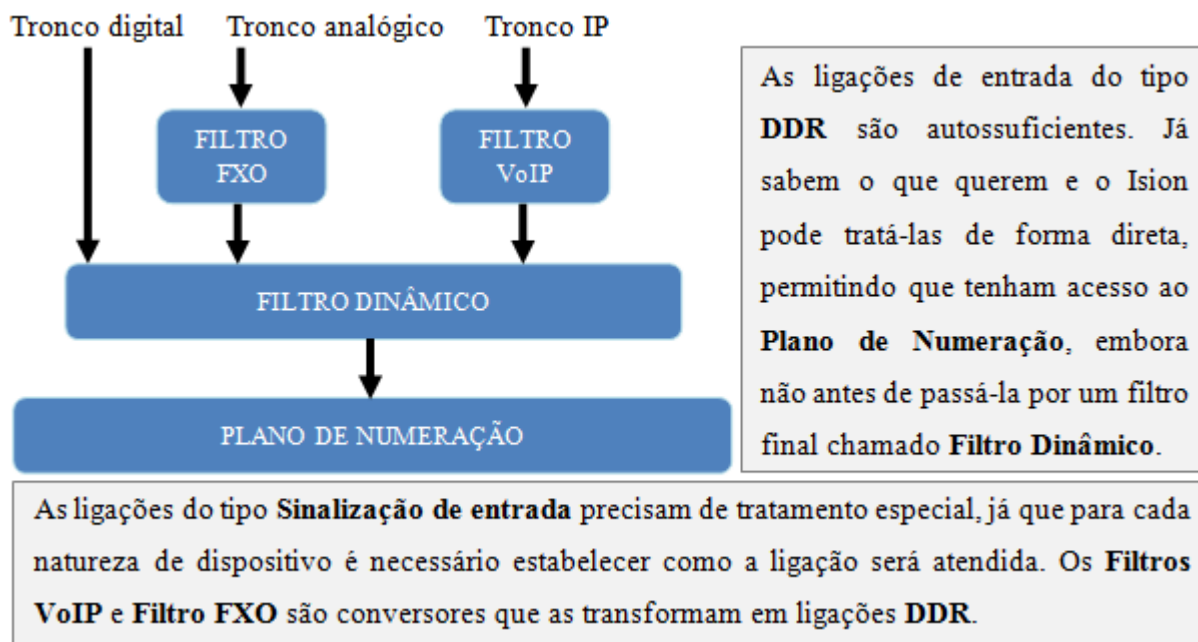 Tronco digital Tronco analógico Tronco IP
FILTRO
FXO
FILTRO
VoIP
FILTRO DINÂMICO
PLANO DE NUMERAÇÃO
As ligações de entrada do tipo
DDR são autossuficientes. Já
sabem o que querem e o Ision
pode tratá-las de forma direta,
permitindo que tenham acesso ao
Plano de Numeração, embora
não antes de passá-la por um filtro
final chamado Filtro Dinâmico.
As ligações do tipo Sinalização de entrada precisam de tratamento especial, já que para cada
natureza de dispositivo é necessário estabelecer como a ligação será atendida. Os Filtros
VoIP e Filtro FXO são conversores que as transformam em ligações DDR.